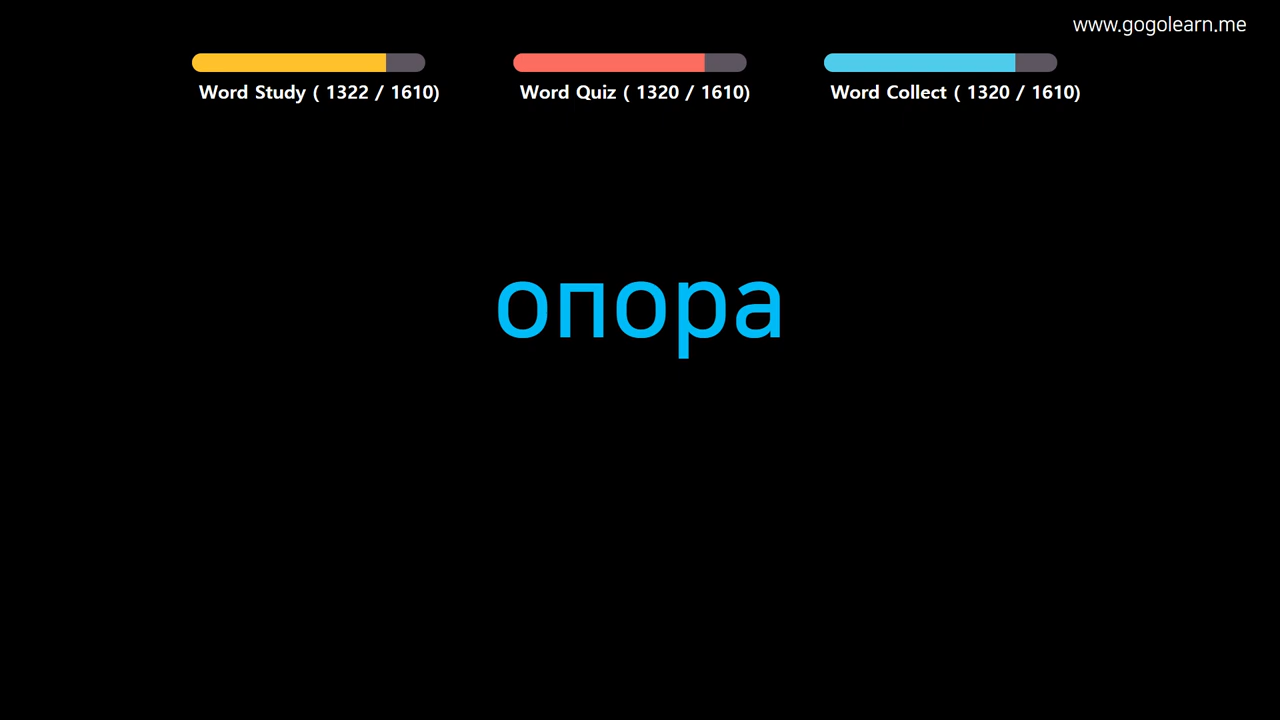 www.gogolearn.me
Word Study ( 1322 / 1610)
Word Quiz ( 1320 / 1610)
Word Collect ( 1320 / 1610)
опора